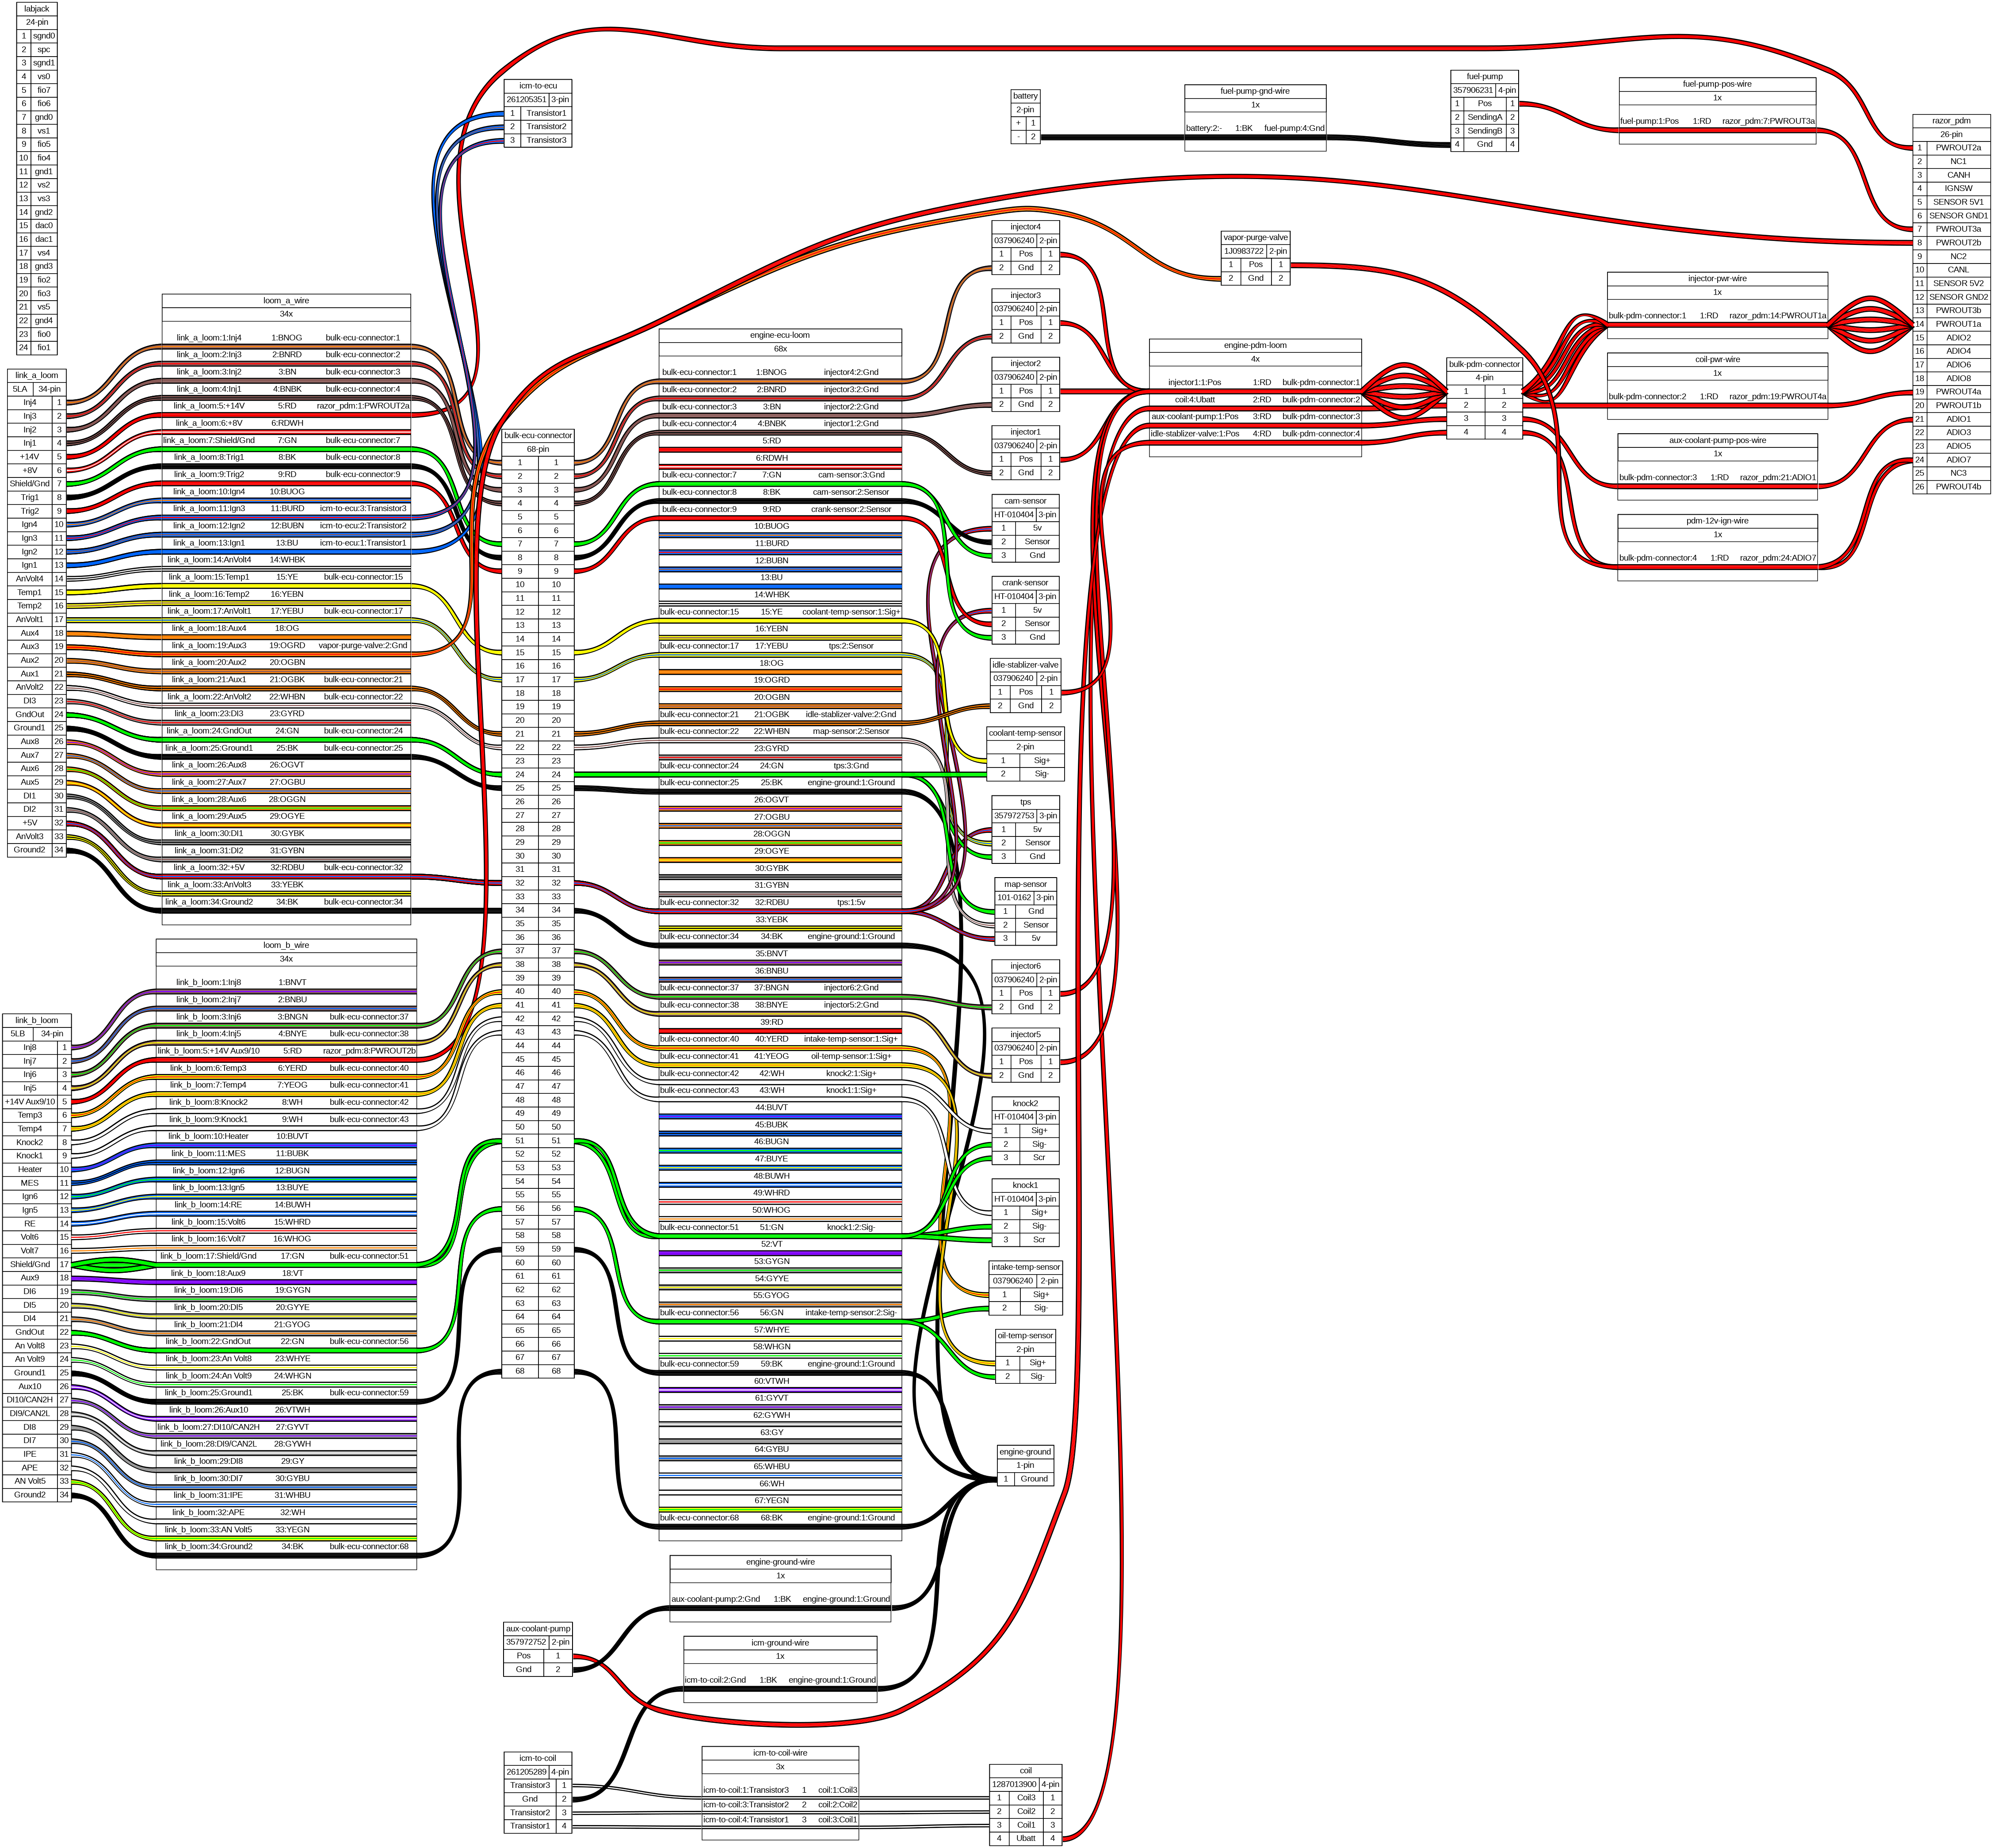 labjack
24-pin
1 sgnd0
2 spc
3 sgnd1
4 vs0
5 fio7
6 fio6
7 gnd0
8 vs1
9 fio5
10 fio4
11 gnd1
12 vs2
13 vs3
14 gnd2
15 dac0
16 dac1
17 vs4
18 gnd3
19 fio2
20 fio3
21 vs5
22 gnd4
23 fio0
24 fio1
link_a_loom
5LA 34-pin
Inj4 1
Inj3 2
Inj2 3
Inj1 4
+14V 5
+8V 6
Shield/Gnd 7
Trig1 8
Trig2 9
Ign4 10
Ign3 11
Ign2 12
Ign1 13
AnVolt4 14
Temp1 15
Temp2 16
AnVolt1 17
Aux4 18
Aux3 19
Aux2 20
Aux1 21
AnVolt2 22
DI3 23
GndOut 24
Ground1 25
Aux8 26
Aux7 27
Aux6 28
Aux5 29
DI1 30
DI2 31
+5V 32
AnVolt3 33
Ground2 34
link_b_loom
5LB 34-pin
Inj8 1
Inj7 2
Inj6 3
Inj5 4
+14V Aux9/10 5
Temp3 6
Temp4 7
Knock2 8
Knock1 9
Heater 10
MES 11
Ign6 12
Ign5 13
RE 14
Volt6 15
Volt7 16
Shield/Gnd 17
Aux9 18
DI6 19
DI5 20
DI4 21
GndOut 22
An Volt8 23
An Volt9 24
Ground1 25
Aux10 26
DI10/CAN2H 27
DI9/CAN2L 28
DI8 29
DI7 30
IPE 31
APE 32
AN Volt5 33
Ground2 34
loom_a_wire
34x
link_a_loom:1:Inj4 1:BNOG bulk-ecu-connector:1
link_a_loom:2:Inj3 2:BNRD bulk-ecu-connector:2
link_a_loom:3:Inj2 3:BN bulk-ecu-connector:3
link_a_loom:4:Inj1 4:BNBK bulk-ecu-connector:4
link_a_loom:5:+14V 5:RD razor_pdm:1:PWROUT2a
link_a_loom:6:+8V 6:RDWH
link_a_loom:7:Shield/Gnd 7:GN bulk-ecu-connector:7
link_a_loom:8:Trig1 8:BK bulk-ecu-connector:8
link_a_loom:9:Trig2 9:RD bulk-ecu-connector:9
link_a_loom:10:Ign4 10:BUOG
link_a_loom:11:Ign3 11:BURD icm-to-ecu:3:Transistor3
link_a_loom:12:Ign2 12:BUBN icm-to-ecu:2:Transistor2
link_a_loom:13:Ign1 13:BU icm-to-ecu:1:Transistor1
link_a_loom:14:AnVolt4 14:WHBK
link_a_loom:15:Temp1 15:YE bulk-ecu-connector:15
link_a_loom:16:Temp2 16:YEBN
link_a_loom:17:AnVolt1 17:YEBU bulk-ecu-connector:17
link_a_loom:18:Aux4 18:OG
link_a_loom:19:Aux3 19:OGRD vapor-purge-valve:2:Gnd
link_a_loom:20:Aux2 20:OGBN
link_a_loom:21:Aux1 21:OGBK bulk-ecu-connector:21
link_a_loom:22:AnVolt2 22:WHBN bulk-ecu-connector:22
link_a_loom:23:DI3 23:GYRD
link_a_loom:24:GndOut 24:GN bulk-ecu-connector:24
link_a_loom:25:Ground1 25:BK bulk-ecu-connector:25
link_a_loom:26:Aux8 26:OGVT
link_a_loom:27:Aux7 27:OGBU
link_a_loom:28:Aux6 28:OGGN
link_a_loom:29:Aux5 29:OGYE
link_a_loom:30:DI1 30:GYBK
link_a_loom:31:DI2 31:GYBN
link_a_loom:32:+5V 32:RDBU bulk-ecu-connector:32
link_a_loom:33:AnVolt3 33:YEBK
link_a_loom:34:Ground2 34:BK bulk-ecu-connector:34
loom_b_wire
34x
link_b_loom:1:Inj8 1:BNVT
link_b_loom:2:Inj7 2:BNBU
link_b_loom:3:Inj6 3:BNGN bulk-ecu-connector:37
link_b_loom:4:Inj5 4:BNYE bulk-ecu-connector:38
link_b_loom:5:+14V Aux9/10 5:RD razor_pdm:8:PWROUT2b
link_b_loom:6:Temp3 6:YERD bulk-ecu-connector:40
link_b_loom:7:Temp4 7:YEOG bulk-ecu-connector:41
link_b_loom:8:Knock2 8:WH bulk-ecu-connector:42
link_b_loom:9:Knock1 9:WH bulk-ecu-connector:43
link_b_loom:10:Heater 10:BUVT
link_b_loom:11:MES 11:BUBK
link_b_loom:12:Ign6 12:BUGN
link_b_loom:13:Ign5 13:BUYE
link_b_loom:14:RE 14:BUWH
link_b_loom:15:Volt6 15:WHRD
link_b_loom:16:Volt7 16:WHOG
link_b_loom:17:Shield/Gnd 17:GN bulk-ecu-connector:51
link_b_loom:18:Aux9 18:VT
link_b_loom:19:DI6 19:GYGN
link_b_loom:20:DI5 20:GYYE
link_b_loom:21:DI4 21:GYOG
link_b_loom:22:GndOut 22:GN bulk-ecu-connector:56
link_b_loom:23:An Volt8 23:WHYE
link_b_loom:24:An Volt9 24:WHGN
link_b_loom:25:Ground1 25:BK bulk-ecu-connector:59
link_b_loom:26:Aux10 26:VTWH
link_b_loom:27:DI10/CAN2H 27:GYVT
link_b_loom:28:DI9/CAN2L 28:GYWH
link_b_loom:29:DI8 29:GY
link_b_loom:30:DI7 30:GYBU
link_b_loom:31:IPE 31:WHBU
link_b_loom:32:APE 32:WH
link_b_loom:33:AN Volt5 33:YEGN
link_b_loom:34:Ground2 34:BK bulk-ecu-connector:68
icm-to-ecu
261205351 3-pin
1 Transistor1
2 Transistor2
3 Transistor3
bulk-ecu-connector
68-pin
1 1
2 2
3 3
4 4
5 5
6 6
7 7
8 8
9 9
10 10
11 11
12 12
13 13
14 14
15 15
16 16
17 17
18 18
19 19
20 20
21 21
22 22
23 23
24 24
25 25
26 26
27 27
28 28
29 29
30 30
31 31
32 32
33 33
34 34
35 35
36 36
37 37
38 38
39 39
40 40
41 41
42 42
43 43
44 44
45 45
46 46
47 47
48 48
49 49
50 50
51 51
52 52
53 53
54 54
55 55
56 56
57 57
58 58
59 59
60 60
61 61
62 62
63 63
64 64
65 65
66 66
67 67
68 68
aux-coolant-pump
357972752 2-pin
Pos 1
Gnd 2
icm-to-coil
261205289 4-pin
Transistor3 1
Gnd 2
Transistor2 3
Transistor1 4
engine-ecu-loom
68x
bulk-ecu-connector:1 1:BNOG injector4:2:Gnd
bulk-ecu-connector:2 2:BNRD injector3:2:Gnd
bulk-ecu-connector:3 3:BN injector2:2:Gnd
bulk-ecu-connector:4 4:BNBK injector1:2:Gnd
5:RD
6:RDWH
bulk-ecu-connector:7 7:GN cam-sensor:3:Gnd
bulk-ecu-connector:8 8:BK cam-sensor:2:Sensor
bulk-ecu-connector:9 9:RD crank-sensor:2:Sensor
10:BUOG
11:BURD
12:BUBN
13:BU
14:WHBK
bulk-ecu-connector:15 15:YE coolant-temp-sensor:1:Sig+
16:YEBN
bulk-ecu-connector:17 17:YEBU tps:2:Sensor
18:OG
19:OGRD
20:OGBN
bulk-ecu-connector:21 21:OGBK idle-stablizer-valve:2:Gnd
bulk-ecu-connector:22 22:WHBN map-sensor:2:Sensor
23:GYRD
bulk-ecu-connector:24 24:GN tps:3:Gnd
bulk-ecu-connector:25 25:BK engine-ground:1:Ground
26:OGVT
27:OGBU
28:OGGN
29:OGYE
30:GYBK
31:GYBN
bulk-ecu-connector:32 32:RDBU tps:1:5v
33:YEBK
bulk-ecu-connector:34 34:BK engine-ground:1:Ground
35:BNVT
36:BNBU
bulk-ecu-connector:37 37:BNGN injector6:2:Gnd
bulk-ecu-connector:38 38:BNYE injector5:2:Gnd
39:RD
bulk-ecu-connector:40 40:YERD intake-temp-sensor:1:Sig+
bulk-ecu-connector:41 41:YEOG oil-temp-sensor:1:Sig+
bulk-ecu-connector:42 42:WH knock2:1:Sig+
bulk-ecu-connector:43 43:WH knock1:1:Sig+
44:BUVT
45:BUBK
46:BUGN
47:BUYE
48:BUWH
49:WHRD
50:WHOG
bulk-ecu-connector:51 51:GN knock1:2:Sig-
52:VT
53:GYGN
54:GYYE
55:GYOG
bulk-ecu-connector:56 56:GN intake-temp-sensor:2:Sig-
57:WHYE
58:WHGN
bulk-ecu-connector:59 59:BK engine-ground:1:Ground
60:VTWH
61:GYVT
62:GYWH
63:GY
64:GYBU
65:WHBU
66:WH
67:YEGN
bulk-ecu-connector:68 68:BK engine-ground:1:Ground
engine-ground-wire
1x
aux-coolant-pump:2:Gnd 1:BK engine-ground:1:Ground
icm-ground-wire
1x
icm-to-coil:2:Gnd 1:BK engine-ground:1:Ground
icm-to-coil-wire
3x
icm-to-coil:1:Transistor3 1 coil:1:Coil3
icm-to-coil:3:Transistor2 2 coil:2:Coil2
icm-to-coil:4:Transistor1 3 coil:3:Coil1
battery
2-pin
+ 1
- 2
injector4
037906240 2-pin
1 Pos 1
2 Gnd 2
injector3
037906240 2-pin
1 Pos 1
2 Gnd 2
injector2
037906240 2-pin
1 Pos 1
2 Gnd 2
injector1
037906240 2-pin
1 Pos 1
2 Gnd 2
cam-sensor
HT-010404 3-pin
1 5v
2 Sensor
3 Gnd
crank-sensor
HT-010404 3-pin
1 5v
2 Sensor
3 Gnd
idle-stablizer-valve
037906240 2-pin
1 Pos 1
2 Gnd 2
coolant-temp-sensor
2-pin
1 Sig+
2 Sig-
tps
357972753 3-pin
1 5v
2 Sensor
3 Gnd
map-sensor
101-0162 3-pin
1 Gnd
2 Sensor
3 5v
injector6
037906240 2-pin
1 Pos 1
2 Gnd 2
injector5
037906240 2-pin
1 Pos 1
2 Gnd 2
knock2
HT-010404 3-pin
1 Sig+
2 Sig-
3 Scr
knock1
HT-010404 3-pin
1 Sig+
2 Sig-
3 Scr
intake-temp-sensor
037906240 2-pin
1 Sig+
2 Sig-
oil-temp-sensor
2-pin
1 Sig+
2 Sig-
engine-ground
1-pin
1 Ground
coil
1287013900 4-pin
1 Coil3 1
2 Coil2 2
3 Coil1 3
4 Ubatt 4
fuel-pump-gnd-wire
1x
battery:2:- 1:BK fuel-pump:4:Gnd
vapor-purge-valve
1J0983722 2-pin
1 Pos 1
2 Gnd 2
engine-pdm-loom
4x
injector1:1:Pos 1:RD bulk-pdm-connector:1
coil:4:Ubatt 2:RD bulk-pdm-connector:2
aux-coolant-pump:1:Pos 3:RD bulk-pdm-connector:3
idle-stablizer-valve:1:Pos 4:RD bulk-pdm-connector:4
fuel-pump
357906231 4-pin
1 Pos 1
2 SendingA 2
3 SendingB 3
4 Gnd 4
bulk-pdm-connector
4-pin
1 1
2 2
3 3
4 4
fuel-pump-pos-wire
1x
fuel-pump:1:Pos 1:RD razor_pdm:7:PWROUT3a
injector-pwr-wire
1x
bulk-pdm-connector:1 1:RD razor_pdm:14:PWROUT1a
coil-pwr-wire
1x
bulk-pdm-connector:2 1:RD razor_pdm:19:PWROUT4a
aux-coolant-pump-pos-wire
1x
bulk-pdm-connector:3 1:RD razor_pdm:21:ADIO1
pdm-12v-ign-wire
1x
bulk-pdm-connector:4 1:RD razor_pdm:24:ADIO7
razor_pdm
26-pin
1 PWROUT2a
2 NC1
3 CANH
4 IGNSW
5 SENSOR 5V1
6 SENSOR GND1
7 PWROUT3a
8 PWROUT2b
9 NC2
10 CANL
11 SENSOR 5V2
12 SENSOR GND2
13 PWROUT3b
14 PWROUT1a
15 ADIO2
16 ADIO4
17 ADIO6
18 ADIO8
19 PWROUT4a
20 PWROUT1b
21 ADIO1
22 ADIO3
23 ADIO5
24 ADIO7
25 NC3
26 PWROUT4b